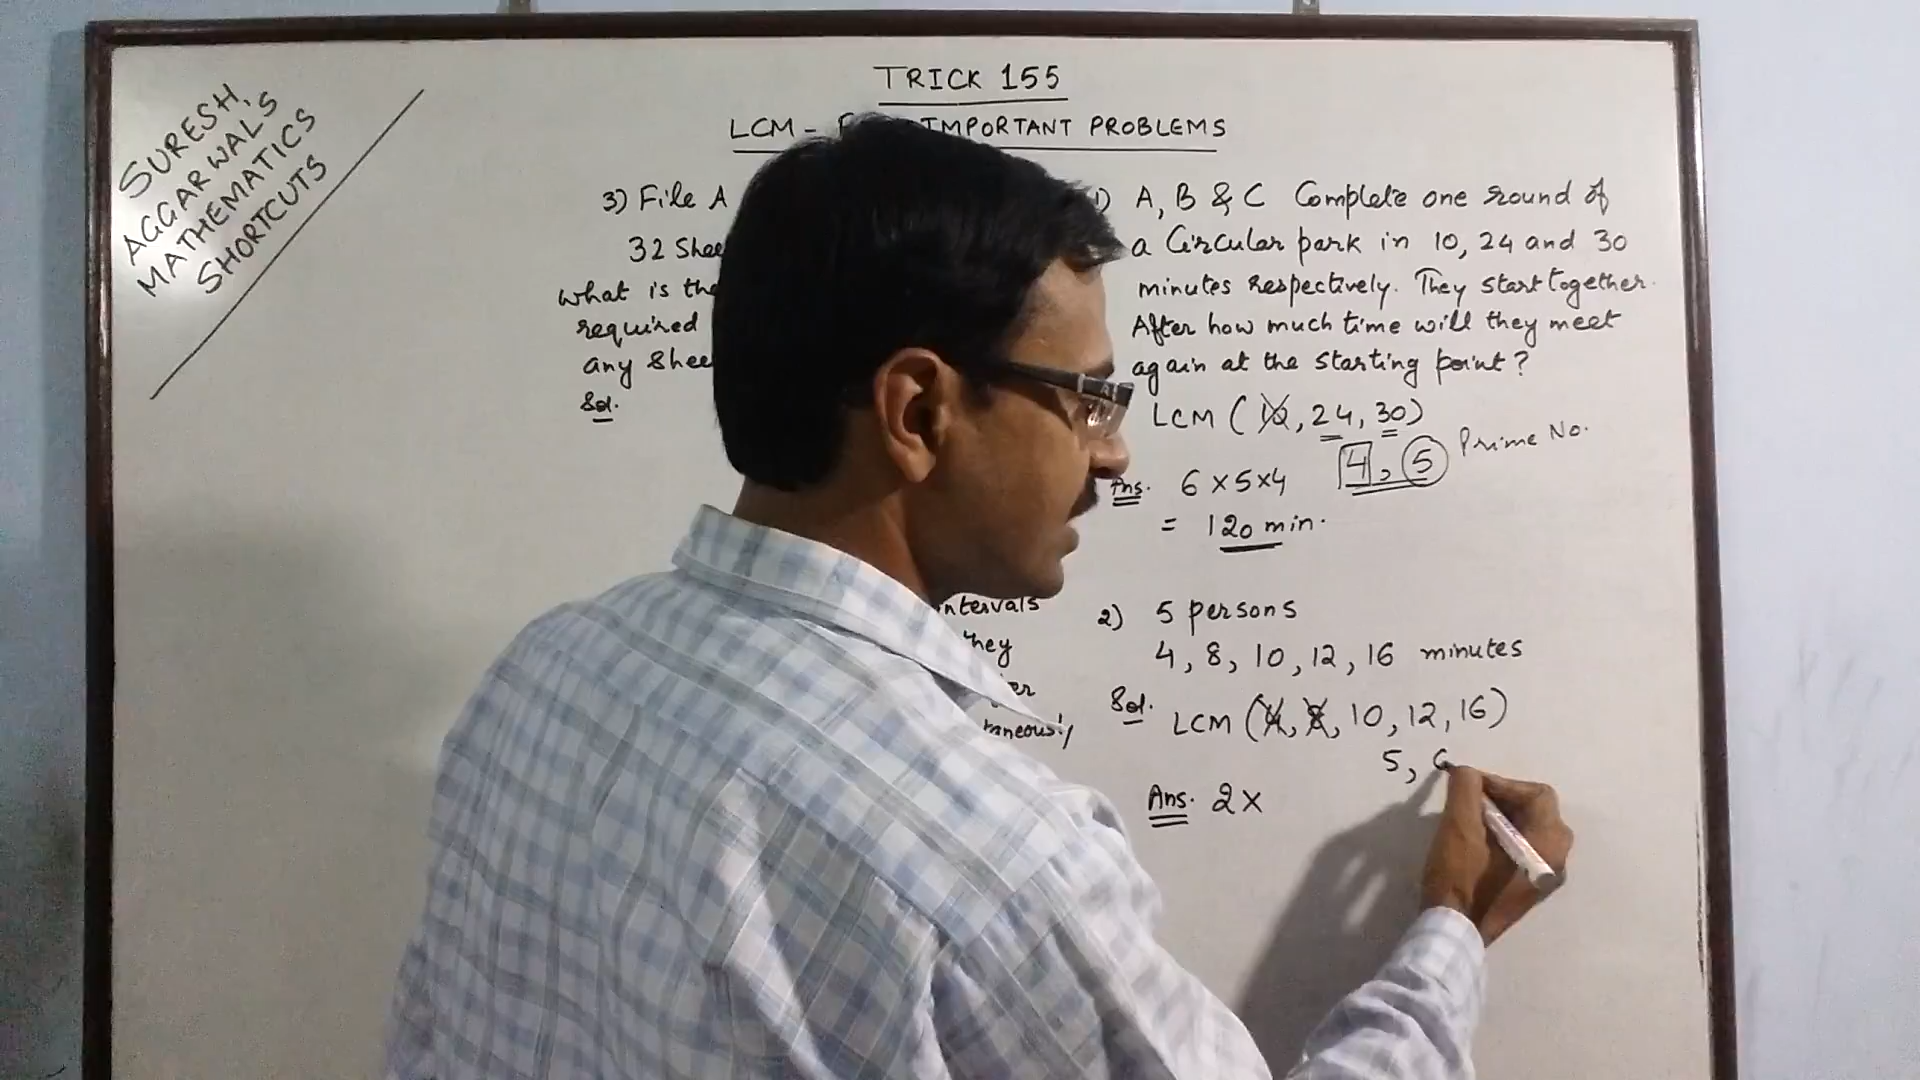 SURESH
AGGARWAL'S
MATHEMATICS
SHORTCUTS
TRICK 155
LCM - IMPORTANT PROBLEMS
3) File A
32 Shee
what is the
required
any Shee
Sol.
ntervals
they
er
taneously
1) A, B & C Complete one round of
a Circular park in 10, 24 and 30
minutes respectively. They start together.
After how much time will they meet
again at the starting point?
LCM (10, 24, 30)
4, 5 Prime No.
Ans. 6 x 5 x 4
= 120 min.
2) 5 persons
4, 8, 10, 12, 16 minutes
Sol. LCM (4, 8, 10, 12, 16)
5, 6
Ans. 2 x